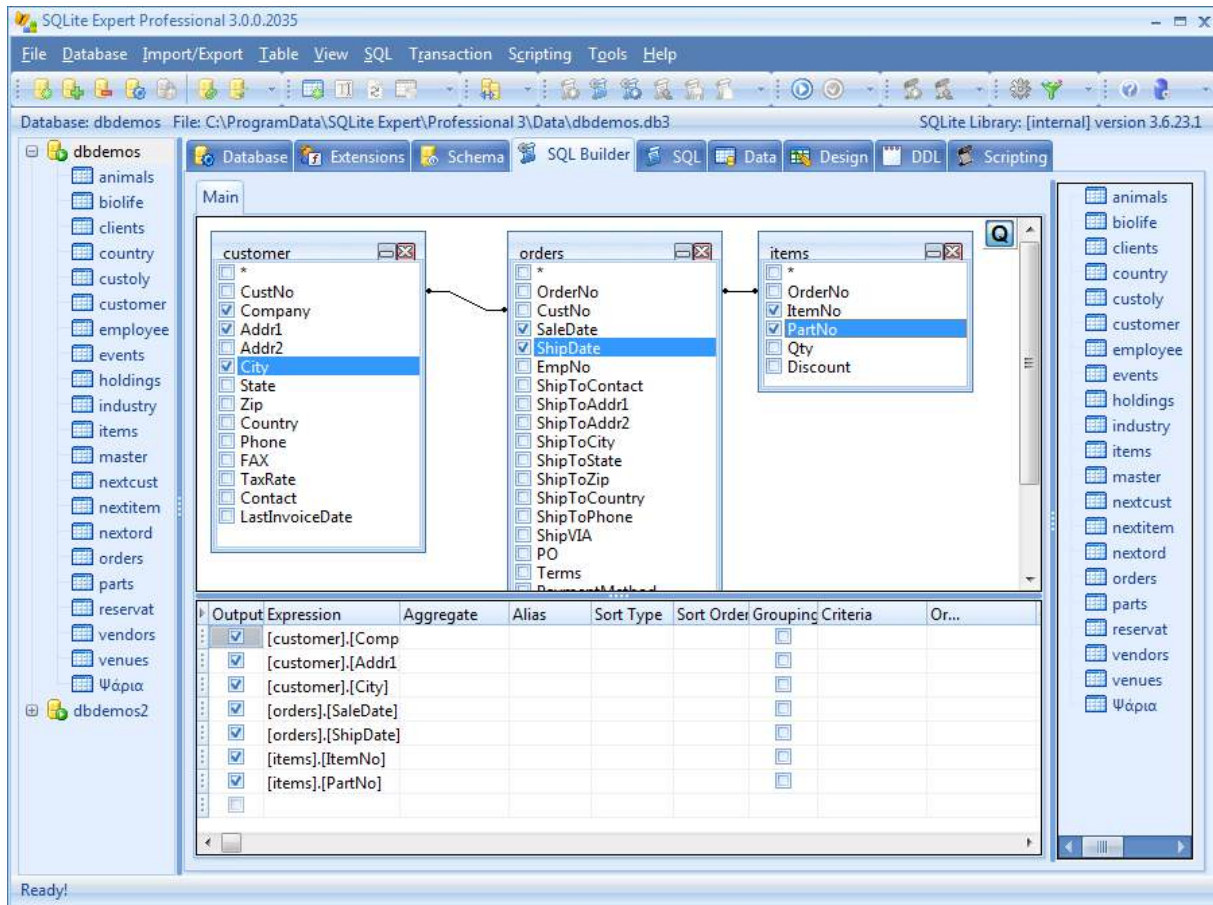 SQLite Expert Professional 3.0.0.2035
File Database Import/Export Table View SQL Transaction Scripting Tools Help
Database: dbdemos File: C:\ProgramData\SQLite Expert\Professional 3\Data\dbdemos.db3 SQLite Library: [internal] version 3.6.23.1
dbdemos
animals
biolife
clients
country
custoly
customer
employee
events
holdings
industry
items
master
nextcust
nextitem
nextord
orders
parts
reservat
vendors
venues
Ψάρια
dbdemos2
Database Extensions Schema SQL Builder SQL Data Design DDL Scripting
Main
Q
customer
*
CustNo
Company
Addr1
Addr2
City
State
Zip
Country
Phone
FAX
TaxRate
Contact
LastInvoiceDate
orders
*
OrderNo
CustNo
SaleDate
ShipDate
EmpNo
ShipToContact
ShipToAddr1
ShipToAddr2
ShipToCity
ShipToState
ShipToZip
ShipToCountry
ShipToPhone
ShipVIA
PO
Terms
PaymentMethod
items
*
OrderNo
ItemNo
PartNo
Qty
Discount
Output Expression Aggregate Alias Sort Type Sort Order Grouping Criteria Or...
[customer].[Comp
[customer].[Addr1
[customer].[City]
[orders].[SaleDate]
[orders].[ShipDate]
[items].[ItemNo]
[items].[PartNo]
animals
biolife
clients
country
custoly
customer
employee
events
holdings
industry
items
master
nextcust
nextitem
nextord
orders
parts
reservat
vendors
venues
Ψάρια
Ready!